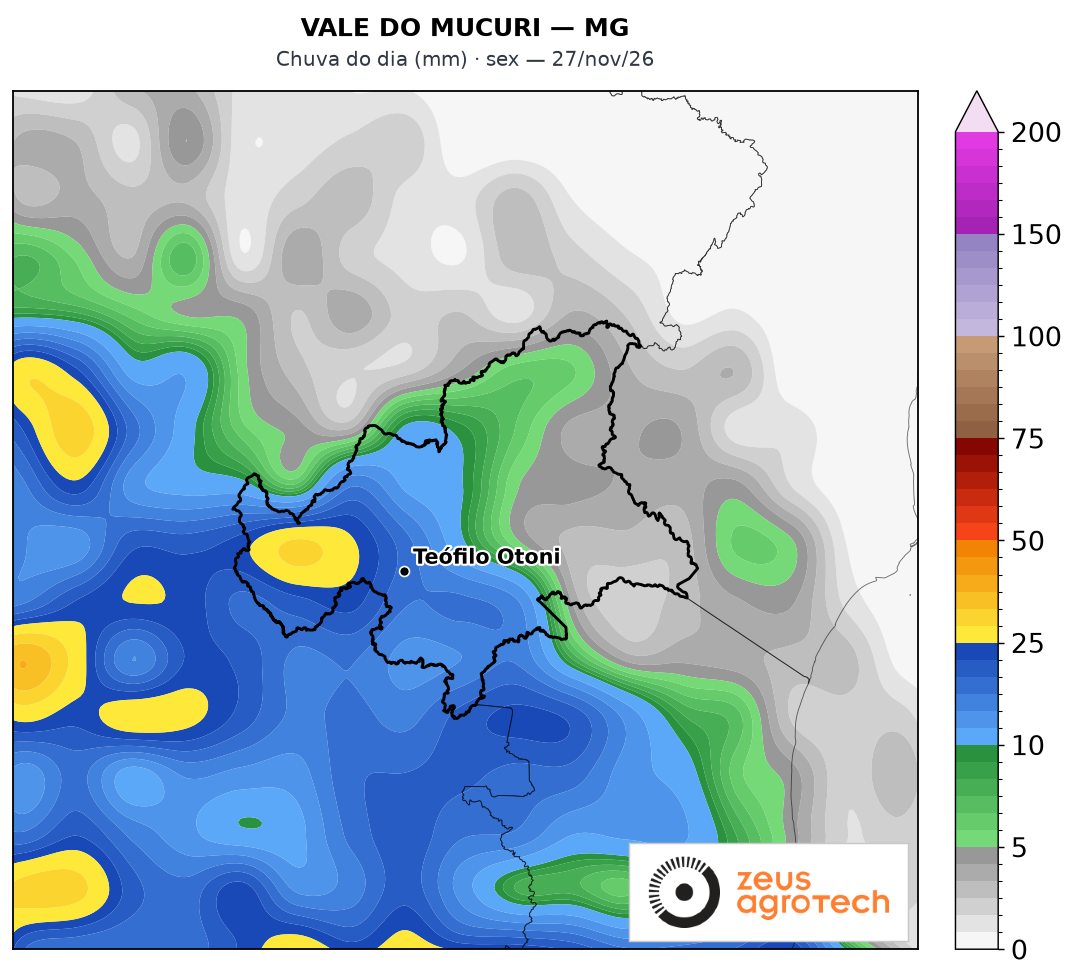 VALE DO MUCURI — MG
Chuva do dia (mm) · sex — 27/nov/26
200
150
100
75
50
25
10
5
0
Teófilo Otoni
zeus
agrotech